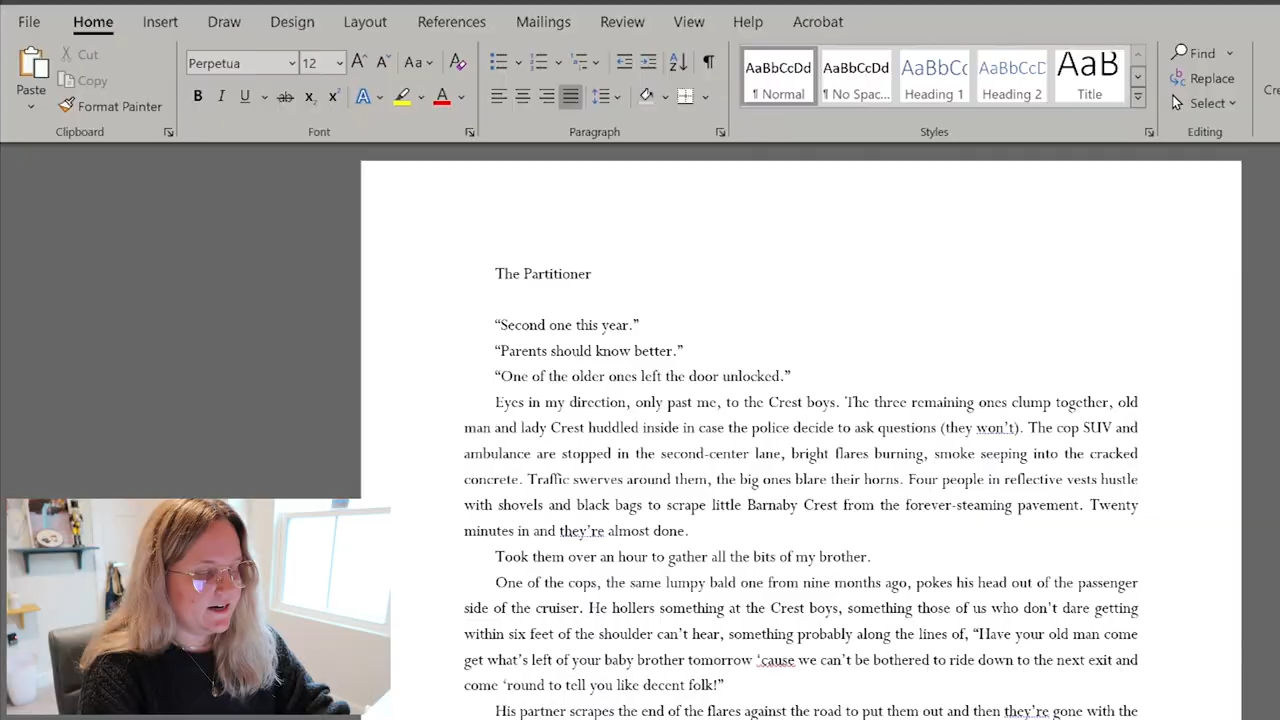 File Home Insert Draw Design Layout References Mailings Review View Help Acrobat
Paste
Cut
Copy
Format Painter
Clipboard
Perpetua 12 Aa
B I U ab x₂ x² A A
Font
Paragraph
AaBbCcDd AaBbCcDd AaBbCc AaBbCcD AaB
¶ Normal ¶ No Spac... Heading 1 Heading 2 Title
Styles
Find
Replace
Select
Editing
The Partitioner
“Second one this year.”
“Parents should know better.”
“One of the older ones left the door unlocked.”
Eyes in my direction, only past me, to the Crest boys. The three remaining ones clump together, old
man and lady Crest huddled inside in case the police decide to ask questions (they won’t). The cop SUV and
ambulance are stopped in the second-center lane, bright flares burning, smoke seeping into the cracked
concrete. Traffic swerves around them, the big ones blare their horns. Four people in reflective vests hustle
with shovels and black bags to scrape little Barnaby Crest from the forever-steaming pavement. Twenty
minutes in and they’re almost done.
Took them over an hour to gather all the bits of my brother.
One of the cops, the same lumpy bald one from nine months ago, pokes his head out of the passenger
side of the cruiser. He hollers something at the Crest boys, something those of us who don’t dare getting
within six feet of the shoulder can’t hear, something probably along the lines of, “Have your old man come
get what’s left of your baby brother tomorrow ‘cause we can’t be bothered to ride down to the next exit and
come ‘round to tell you like decent folk!”
His partner scrapes the end of the flares against the road to put them out and then they’re gone with the